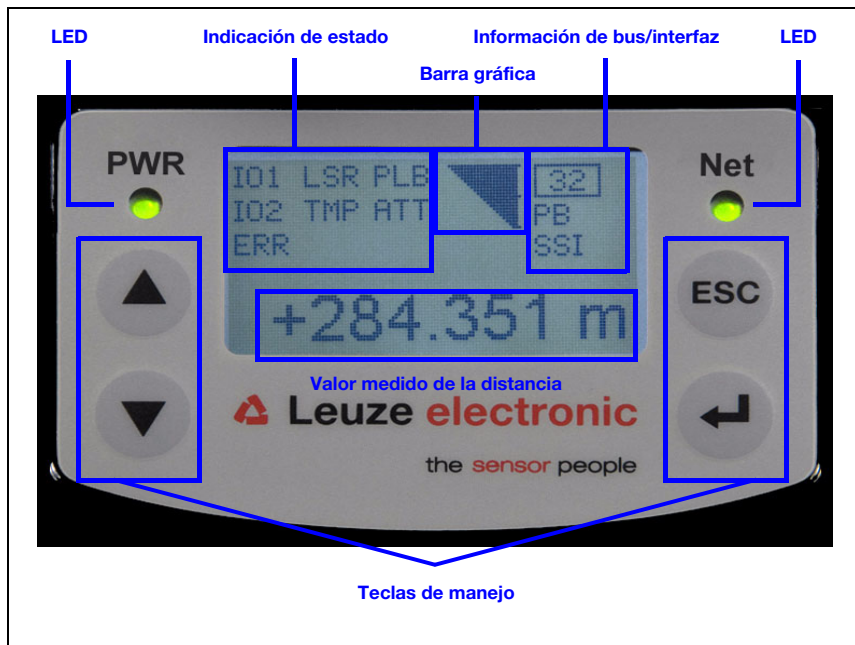 LED Indicación de estado Información de bus/interfaz LED
Barra gráfica
PWR Net
IO1 LSR PLB 32
IO2 TMP ATT PB
ERR SSI
ESC
+284.351 m
Valor medido de la distancia
Leuze electronic
the sensor people
Teclas de manejo